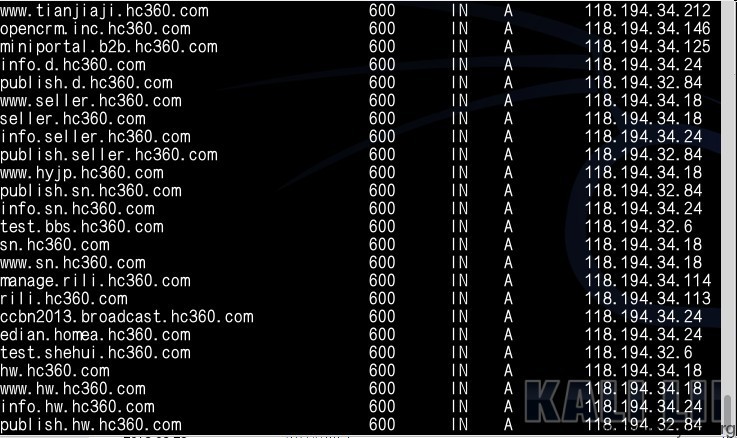 www.tianjiaji.hc360.com 600 IN A 118.194.34.212
opencrm.inc.hc360.com 600 IN A 118.194.34.146
miniportal.b2b.hc360.com 600 IN A 118.194.34.125
info.d.hc360.com 600 IN A 118.194.34.24
publish.d.hc360.com 600 IN A 118.194.32.84
www.seller.hc360.com 600 IN A 118.194.34.18
seller.hc360.com 600 IN A 118.194.34.18
info.seller.hc360.com 600 IN A 118.194.34.24
publish.seller.hc360.com 600 IN A 118.194.32.84
www.hyjp.hc360.com 600 IN A 118.194.34.18
publish.sn.hc360.com 600 IN A 118.194.32.84
info.sn.hc360.com 600 IN A 118.194.34.24
test.bbs.hc360.com 600 IN A 118.194.32.6
sn.hc360.com 600 IN A 118.194.34.18
www.sn.hc360.com 600 IN A 118.194.34.18
manage.rili.hc360.com 600 IN A 118.194.34.114
rili.hc360.com 600 IN A 118.194.34.113
ccbn2013.broadcast.hc360.com 600 IN A 118.194.34.24
edian.homea.hc360.com 600 IN A 118.194.34.24
test.shehui.hc360.com 600 IN A 118.194.32.6
hw.hc360.com 600 IN A 118.194.34.18
www.hw.hc360.com 600 IN A 118.194.34.18
info.hw.hc360.com 600 IN A 118.194.34.24
publish.hw.hc360.com 600 IN A 118.194.32.84
KALI LI
rg